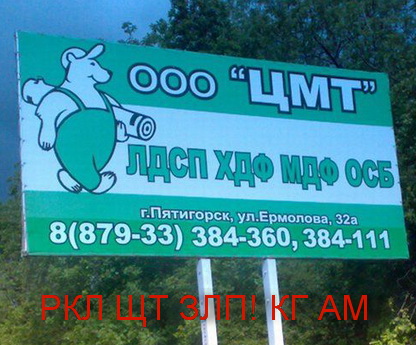 ООО "ЦМТ"
ЛДСП ХДФ МДФ ОСБ
г.Пятигорск, ул.Ермолова, 32а
8(879-33) 384-360, 384-111
РКЛ ЩТ ЗЛП! КГ АМ